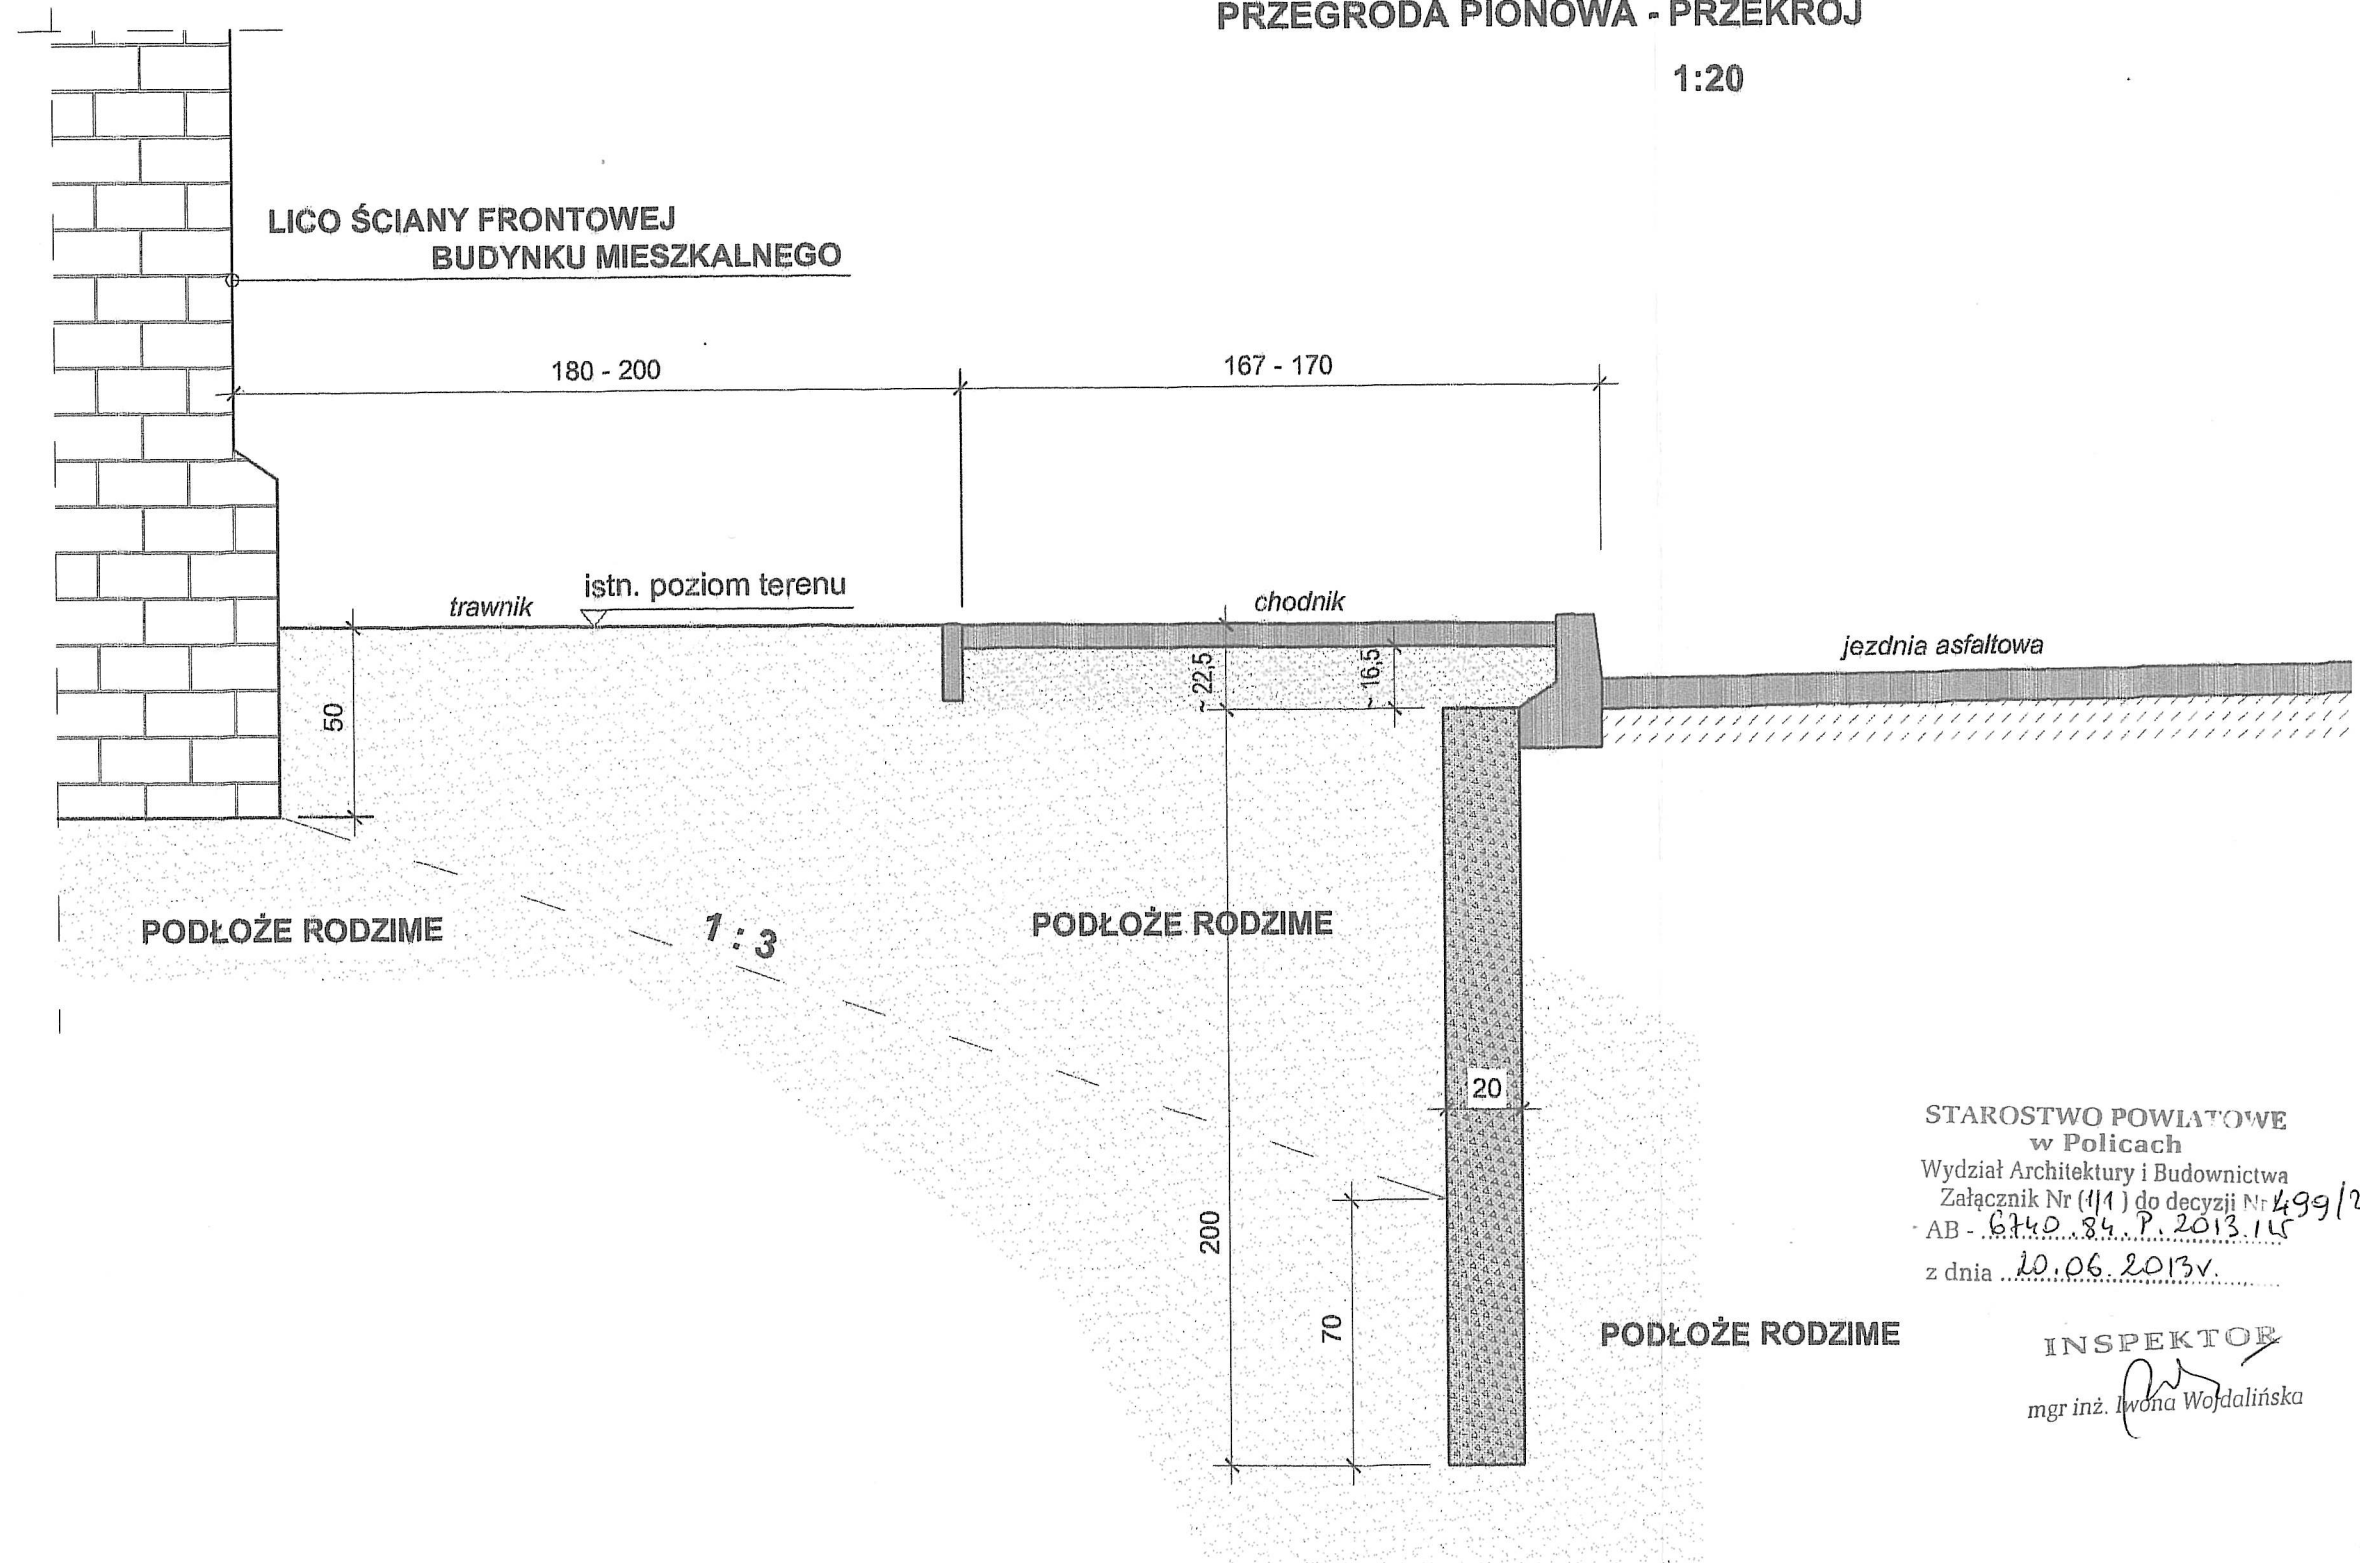 PRZEGRODA PIONOWA - PRZEKRÓJ
1:20
LICO ŚCIANY FRONTOWEJ
BUDYNKU MIESZKALNEGO
180 - 200
167 - 170
trawnik
istn. poziom terenu
chodnik
jezdnia asfaltowa
~ 22,5
~ 16,5
50
PODŁOŻE RODZIME
1 : 3
PODŁOŻE RODZIME
20
200
70
PODŁOŻE RODZIME
STAROSTWO POWIATOWE
w Policach
Wydział Architektury i Budownictwa
Załącznik Nr (1/1) do decyzji Nr 499/2
AB - 6740.84.P.2013.IW
z dnia 20.06.2013r.
INSPEKTOR
mgr inż. Iwona Wojdalińska